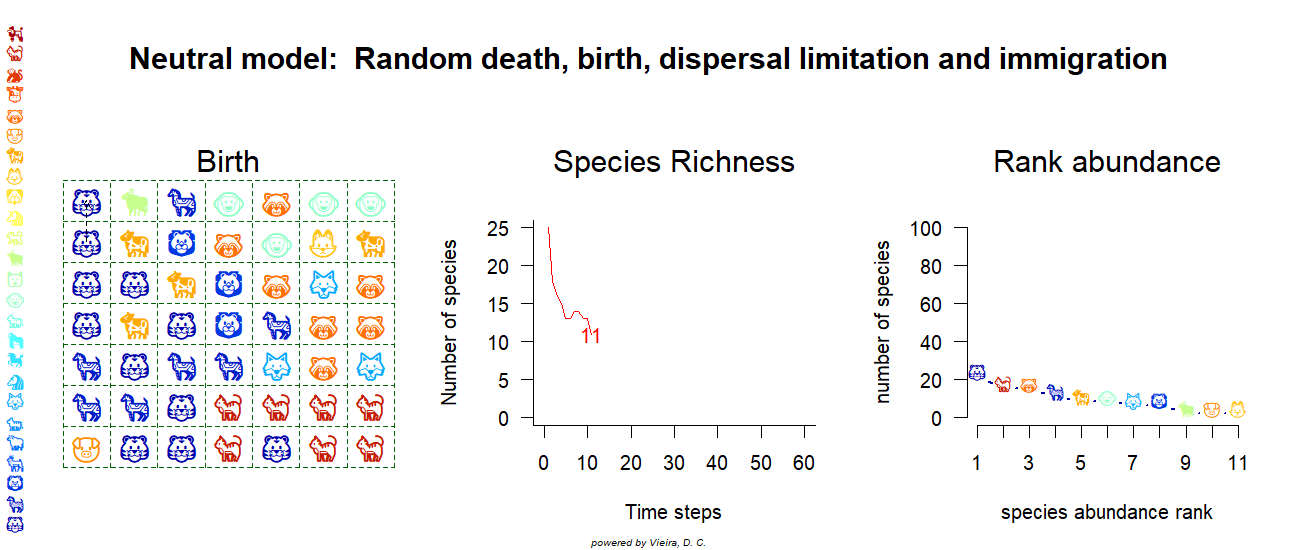 Neutral model:  Random death, birth, dispersal limitation and immigration
Birth
Species Richness
Number of species
25
20
15
10
5
0
11
0 10 20 30 40 50 60
Time steps
Rank abundance
number of species
100
80
60
40
20
0
1 3 5 7 9 11
species abundance rank
powered by Vieira, D. C.